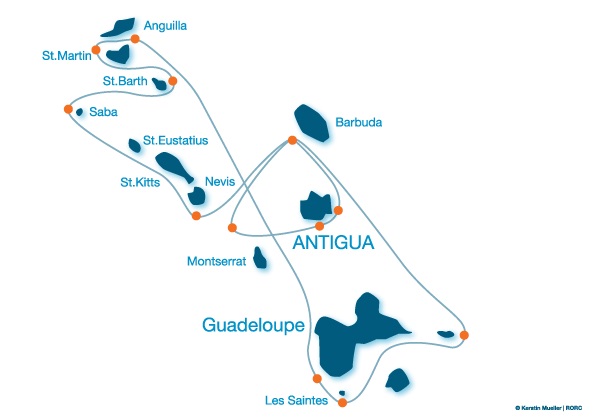 Anguilla
St.Martin
St.Barth
Saba
Barbuda
St.Eustatius
St.Kitts
Nevis
ANTIGUA
Montserrat
Guadeloupe
Les Saintes
© Kerstin Mueller | RORC